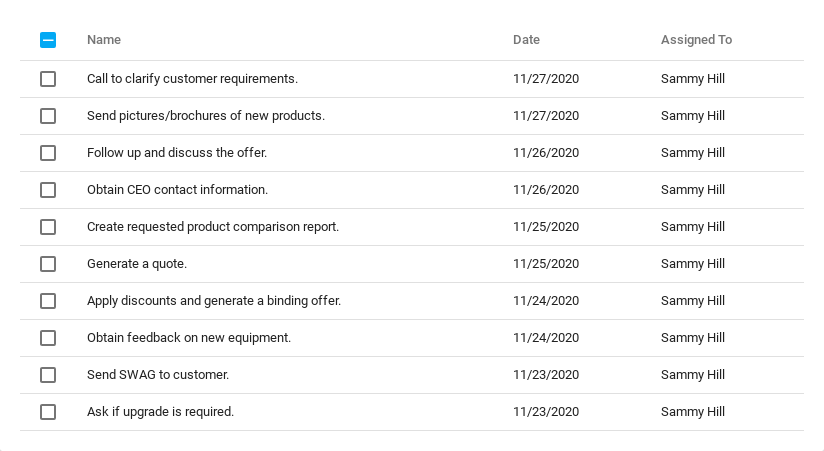 Name Date Assigned To
Call to clarify customer requirements. 11/27/2020 Sammy Hill
Send pictures/brochures of new products. 11/27/2020 Sammy Hill
Follow up and discuss the offer. 11/26/2020 Sammy Hill
Obtain CEO contact information. 11/26/2020 Sammy Hill
Create requested product comparison report. 11/25/2020 Sammy Hill
Generate a quote. 11/25/2020 Sammy Hill
Apply discounts and generate a binding offer. 11/24/2020 Sammy Hill
Obtain feedback on new equipment. 11/24/2020 Sammy Hill
Send SWAG to customer. 11/23/2020 Sammy Hill
Ask if upgrade is required. 11/23/2020 Sammy Hill